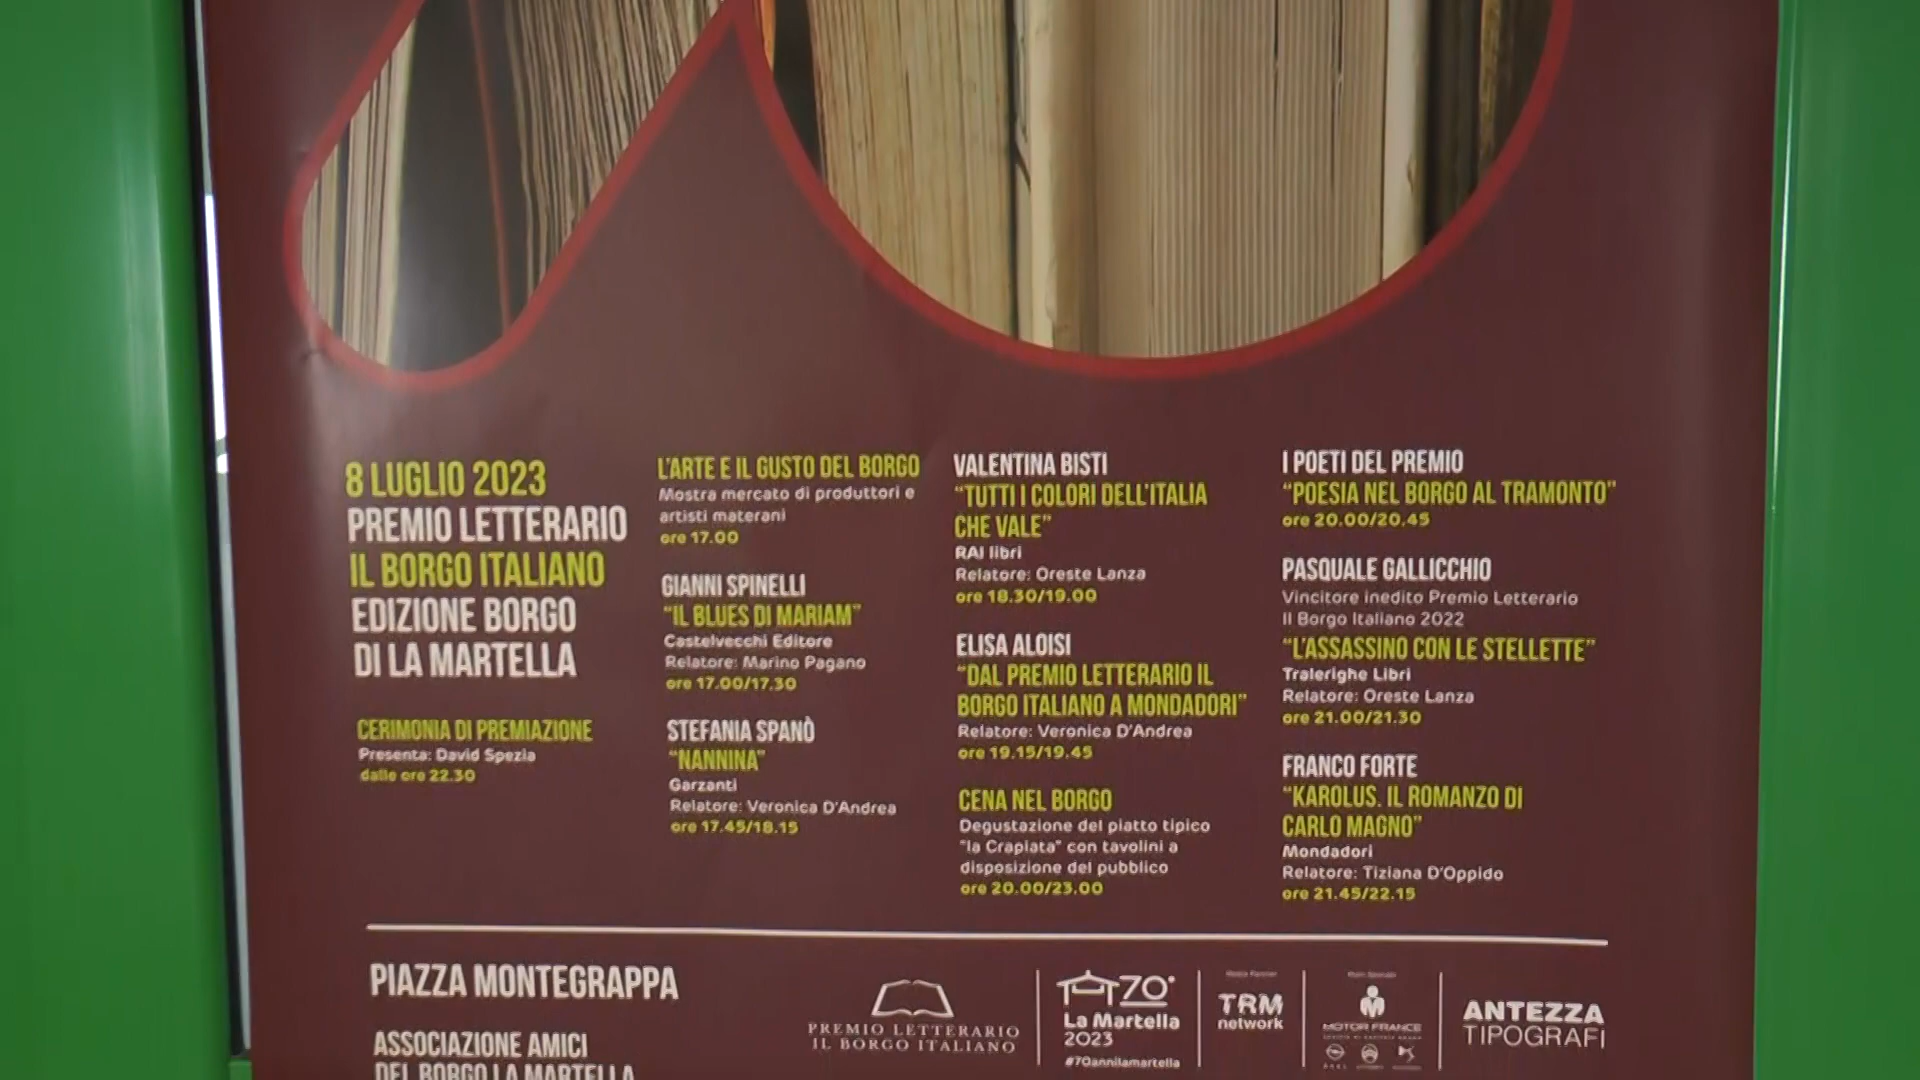 8 LUGLIO 2023
PREMIO LETTERARIO
IL BORGO ITALIANO
EDIZIONE BORGO
DI LA MARTELLA
CERIMONIA DI PREMIAZIONE
Presenta: David Spezia
dalle ore 22.30
L'ARTE E IL GUSTO DEL BORGO
Mostra mercato di produttori e
artisti materani
ore 17.00
GIANNI SPINELLI
"IL BLUES DI MARIAM"
Castelvecchi Editore
Relatore: Marino Pagano
ore 17.00/17.30
STEFANIA SPANÒ
"NANNINA"
Garzanti
Relatore: Veronica D'Andrea
ore 17.45/18.15
VALENTINA BISTI
"TUTTI I COLORI DELL'ITALIA
CHE VALE"
RAI libri
Relatore: Oreste Lanza
ore 18.30/19.00
ELISA ALOISI
"DAL PREMIO LETTERARIO IL
BORGO ITALIANO A MONDADORI"
Relatore: Veronica D'Andrea
ore 19.15/19.45
CENA NEL BORGO
Degustazione del piatto tipico
"la Crapiata" con tavolini a
disposizione del pubblico
ore 20.00/23.00
I POETI DEL PREMIO
"POESIA NEL BORGO AL TRAMONTO"
ore 20.00/20.45
PASQUALE GALLICCHIO
Vincitore inedito Premio Letterario
Il Borgo Italiano 2022
"L'ASSASSINO CON LE STELLETTE"
Tralerighe Libri
Relatore: Oreste Lanza
ore 21.00/21.30
FRANCO FORTE
"KAROLUS. IL ROMANZO DI
CARLO MAGNO"
Mondadori
Relatore: Tiziana D'Oppido
ore 21.45/22.15
PIAZZA MONTEGRAPPA
ASSOCIAZIONE AMICI
DEL BORGO LA MARTELLA
PREMIO LETTERARIO
IL BORGO ITALIANO
70°
La Martella
2023
#70annilamartella
Media Partner
TRM
network
Main Sponsor
MOTOR FRANCE
ANTEZZA
TIPOGRAFI